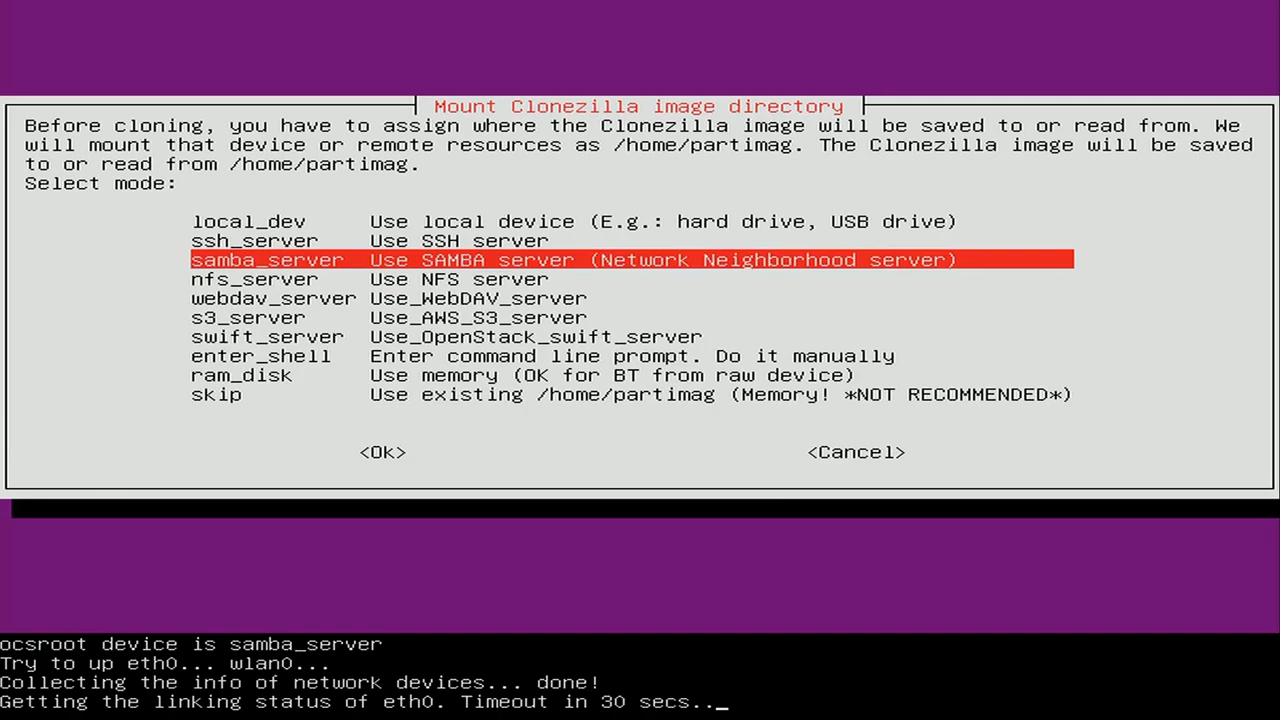 Mount Clonezilla image directory
Before cloning, you have to assign where the Clonezilla image will be saved to or read from. We
will mount that device or remote resources as /home/partimag. The Clonezilla image will be saved
to or read from /home/partimag.
Select mode:
local_dev Use local device (E.g.: hard drive, USB drive)
ssh_server Use SSH server
samba_server Use SAMBA server (Network Neighborhood server)
nfs_server Use NFS server
webdav_server Use_WebDAV_server
s3_server Use_AWS_S3_server
swift_server Use_OpenStack_swift_server
enter_shell Enter command line prompt. Do it manually
ram_disk Use memory (OK for BT from raw device)
skip Use existing /home/partimag (Memory! *NOT RECOMMENDED*)
<Ok> <Cancel>
ocsroot device is samba_server
Try to up eth0... wlan0...
Collecting the info of network devices... done!
Getting the linking status of eth0. Timeout in 30 secs.._